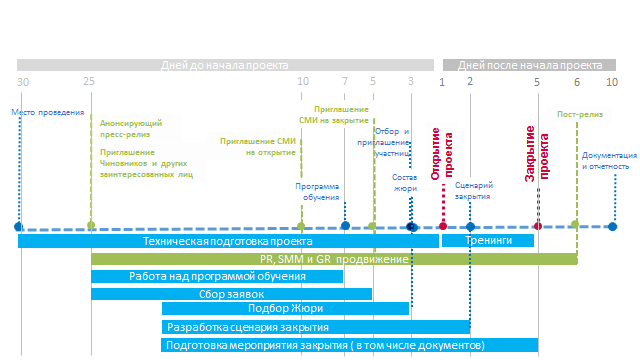 Дней до начала проекта
Дней после начала проекта
30
25
10
7
5
3
1
2
5
6
10
Место проведения
Анонсирующий
пресс-релиз
Приглашение
Чиновников и других
заинтересованных лиц
Приглашение СМИ
на открытие
Программа
обучения
Приглшение
СМИ на закрытие
Отбор и
приглашение
участниц
Состав
жюри
Открытие
проекта
Сценарий
закрытия
Закрытие
проекта
Пост-релиз
Документация
и отчетность
Техническая подготовка проекта
Тренинги
PR, SMM и GR продвижение
Работа над программой обучения
Сбор заявок
Подбор Жюри
Разработка сценария закрытия
Подготовка мероприятия закрытия ( в том числе документов)